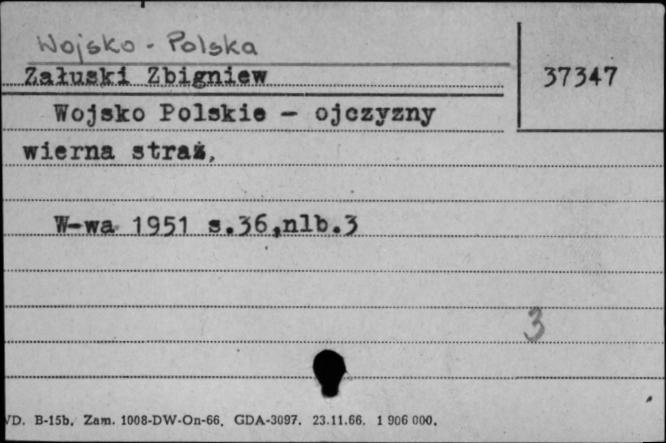 Wojsko - Polska
Załuski Zbigniew
37347
Wojsko Polskie - ojczyzny
wierna straż,
W-wa 1951 s.36,nlb.3
3
VD. B-15b. Zam. 1008-DW-On-66. GDA-3097. 23.11.66. 1 906 000.